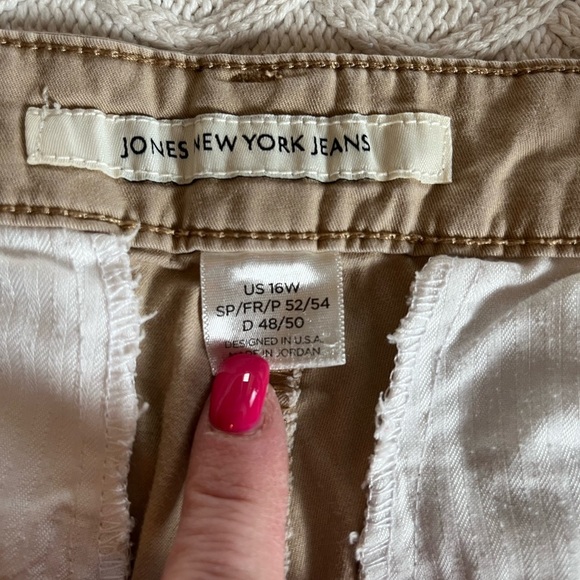 JONES NEW YORK JEANS
US 16W
SP/FR/P 52/54
D 48/50
DESIGNED IN U.S.A.
MADE IN JORDAN